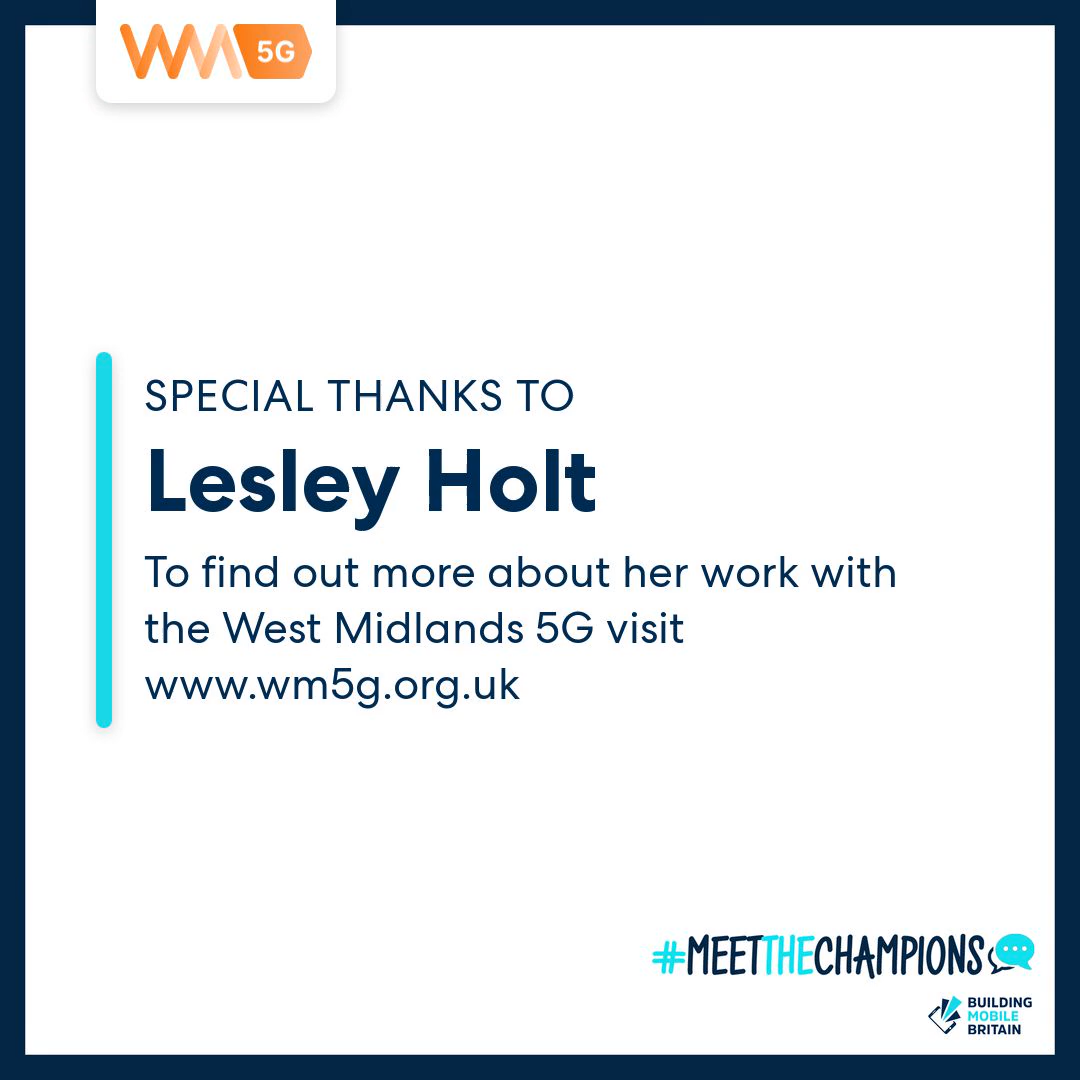 WM 5G
SPECIAL THANKS TO
Lesley Holt
To find out more about her work with
the West Midlands 5G visit
www.wm5g.org.uk
#MEETTHECHAMPIONS
BUILDING
MOBILE
BRITAIN